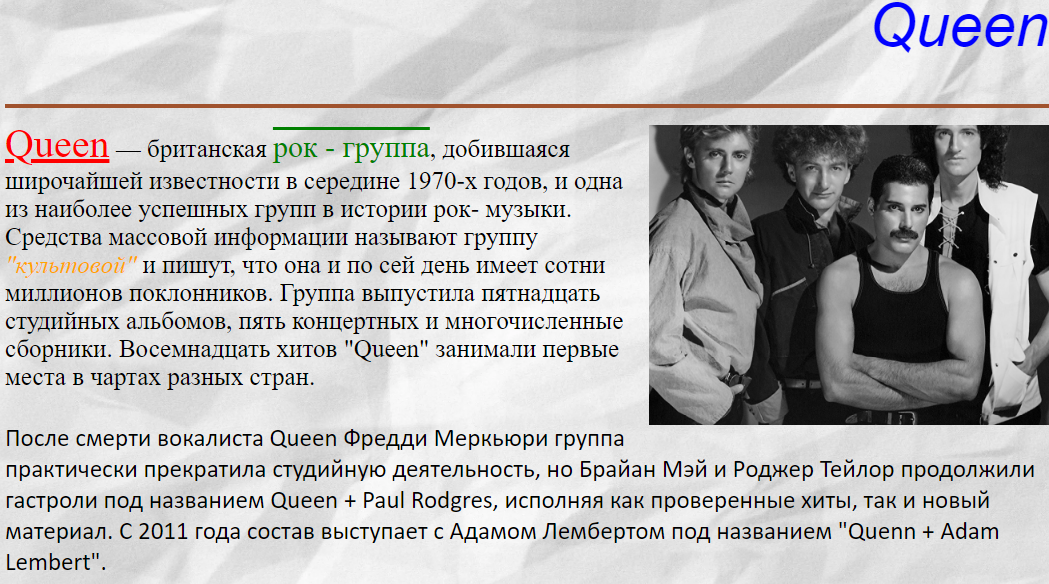 Queen
Queen — британская рок - группа, добившаяся
широчайшей известности в середине 1970-х годов, и одна
из наиболее успешных групп в истории рок- музыки.
Средства массовой информации называют группу
"культовой" и пишут, что она и по сей день имеет сотни
миллионов поклонников. Группа выпустила пятнадцать
студийных альбомов, пять концертных и многочисленные
сборники. Восемнадцать хитов "Queen" занимали первые
места в чартах разных стран.
После смерти вокалиста Queen Фредди Меркьюри группа
практически прекратила студийную деятельность, но Брайан Мэй и Роджер Тейлор продолжили
гастроли под названием Queen + Paul Rodgres, исполняя как проверенные хиты, так и новый
материал. С 2011 года состав выступает с Адамом Лембертом под названием "Quenn + Adam
Lembert".